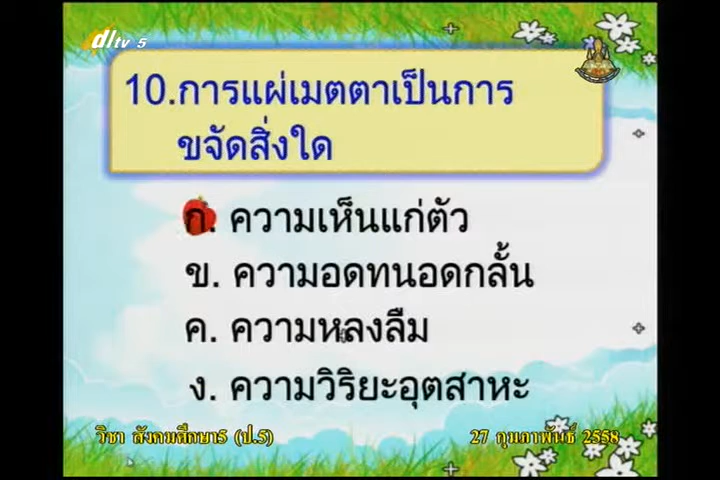 dltv 5
10.การแผ่เมตตาเป็นการ
ขจัดสิ่งใด
ก. ความเห็นแก่ตัว
ข. ความอดทนอดกลั้น
ค. ความหลงลืม
ง. ความวิริยะอุตสาหะ
วิชา สังคมศึกษา5 (ป.5)
27 กุมภาพันธ์ 2558